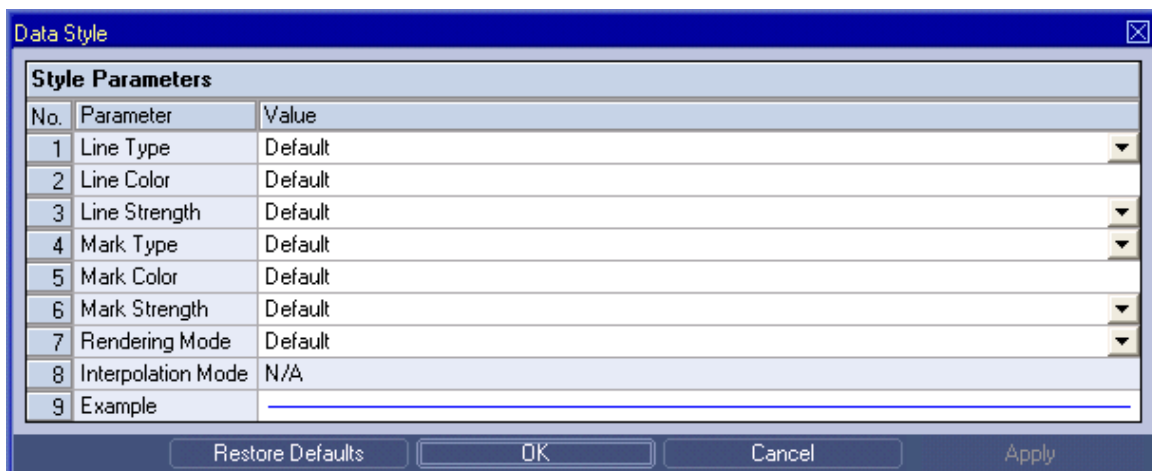 Data Style
Style Parameters
No. Parameter Value
1 Line Type Default
2 Line Color Default
3 Line Strength Default
4 Mark Type Default
5 Mark Color Default
6 Mark Strength Default
7 Rendering Mode Default
8 Interpolation Mode N/A
9 Example
Restore Defaults OK Cancel Apply